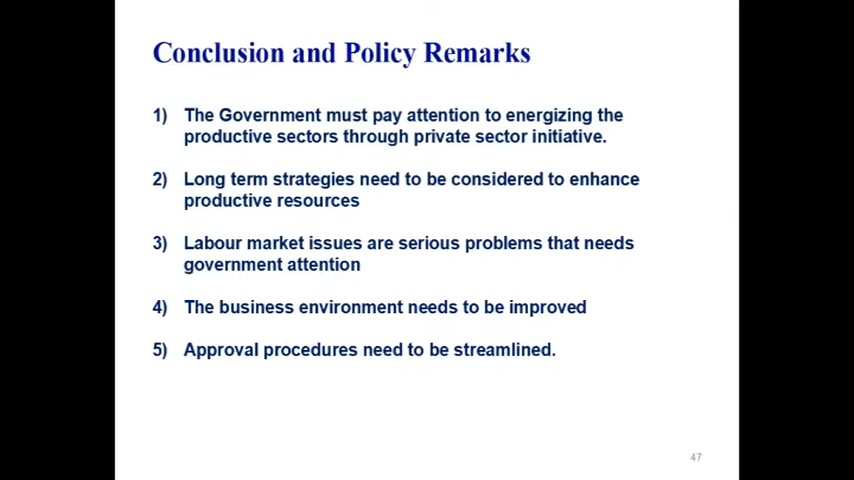 Conclusion and Policy Remarks
1) The Government must pay attention to energizing the
productive sectors through private sector initiative.
2) Long term strategies need to be considered to enhance
productive resources
3) Labour market issues are serious problems that needs
government attention
4) The business environment needs to be improved
5) Approval procedures need to be streamlined.
47